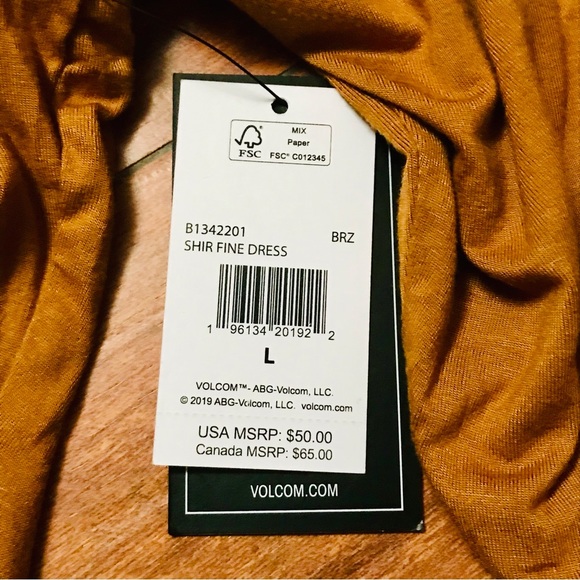 FSC
MIX
Paper
FSC® C012345
B1342201 BRZ
SHIR FINE DRESS
1 96134 20192 2
L
VOLCOM™- ABG-Volcom, LLC.
© 2019 ABG-Volcom, LLC. volcom.com
USA MSRP: $50.00
Canada MSRP: $65.00
VOLCOM.COM